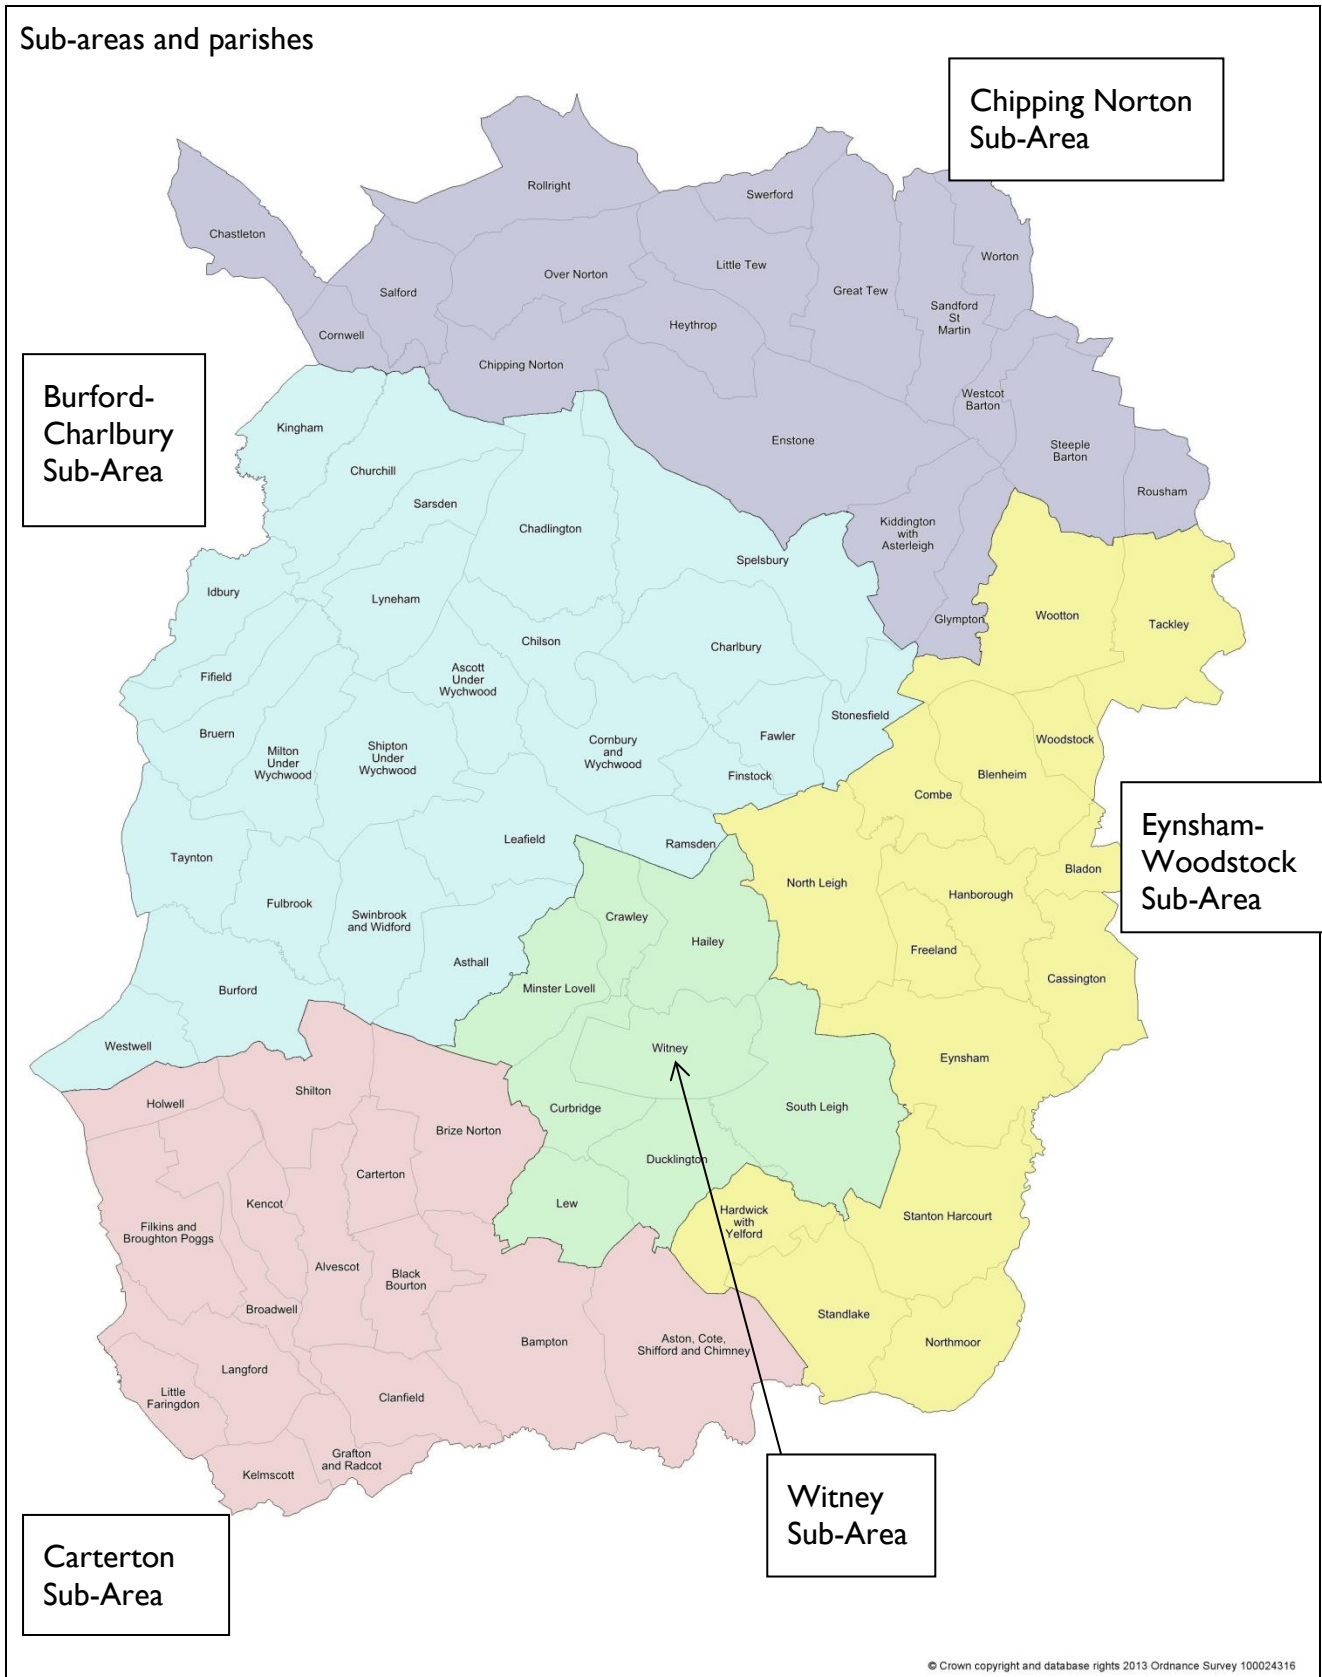 Sub-areas and parishes
Chipping Norton
Sub-Area
Rollright
Swerford
Chastleton
Worton
Little Tew
Over Norton
Great Tew
Salford
Sandford
St
Martin
Heythrop
Cornwell
Chipping Norton
Burford-
Charlbury
Sub-Area
Westcot
Barton
Kingham
Enstone
Steeple
Barton
Churchill
Rousham
Sarsden
Chadlington
Kiddington
with
Asterleigh
Spelsbury
Idbury
Lyneham
Wootton
Glympton
Tackley
Chilson
Charlbury
Ascott
Under
Wychwood
Fifield
Stonesfield
Bruern
Fawler
Woodstock
Milton
Under
Wychwood
Shipton
Under
Wychwood
Cornbury
and
Wychwood
Finstock
Blenheim
Combe
Eynsham-
Woodstock
Sub-Area
Leafield
Ramsden
Taynton
Bladon
North Leigh
Hanborough
Fulbrook
Swinbrook
and Widford
Crawley
Hailey
Freeland
Asthall
Cassington
Burford
Minster Lovell
Westwell
Witney
Eynsham
Shilton
Holwell
Curbridge
South Leigh
Brize Norton
Ducklington
Carterton
Kencot
Lew
Hardwick
with
Yelford
Stanton Harcourt
Filkins and
Broughton Poggs
Alvescot
Black
Bourton
Broadwell
Standlake
Bampton
Aston, Cote,
Shifford and Chimney
Northmoor
Langford
Little
Faringdon
Clanfield
Grafton
and Radcot
Kelmscott
Witney
Sub-Area
Carterton
Sub-Area
© Crown copyright and database rights 2013 Ordnance Survey 100024316